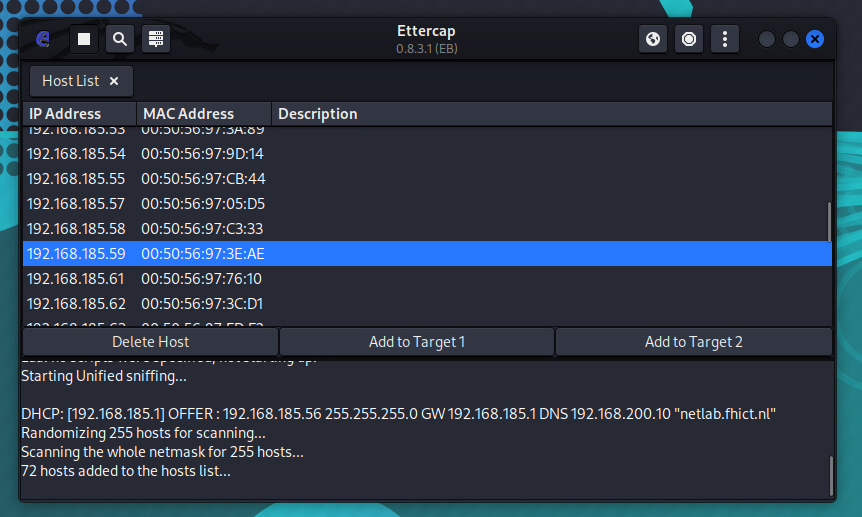 Ettercap
0.8.3.1 (EB)
Host List ×
IP Address MAC Address Description
192.168.185.53 00:50:56:97:3A:89
192.168.185.54 00:50:56:97:9D:14
192.168.185.55 00:50:56:97:CB:44
192.168.185.57 00:50:56:97:05:D5
192.168.185.58 00:50:56:97:C3:33
192.168.185.59 00:50:56:97:3E:AE
192.168.185.61 00:50:56:97:76:10
192.168.185.62 00:50:56:97:3C:D1
Delete Host Add to Target 1 Add to Target 2
Starting Unified sniffing...
DHCP: [192.168.185.1] OFFER : 192.168.185.56 255.255.255.0 GW 192.168.185.1 DNS 192.168.200.10 "netlab.fhict.nl"
Randomizing 255 hosts for scanning...
Scanning the whole netmask for 255 hosts...
72 hosts added to the hosts list...